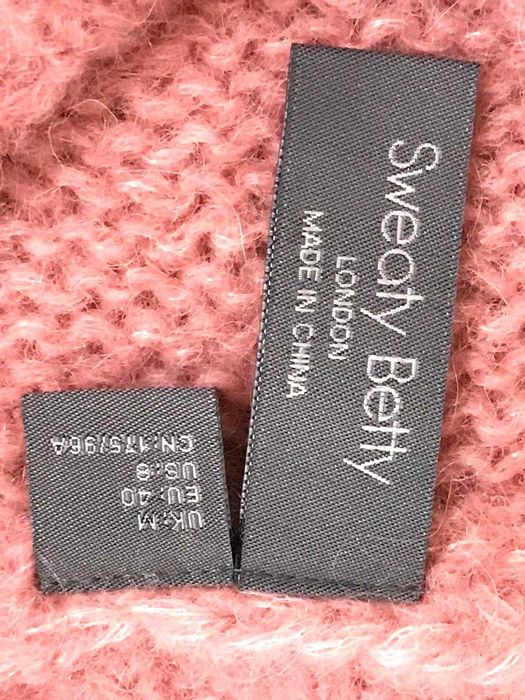 Sweaty Betty
LONDON
MADE IN CHINA
UK:M
EU:40
US:8
CN:175/96A